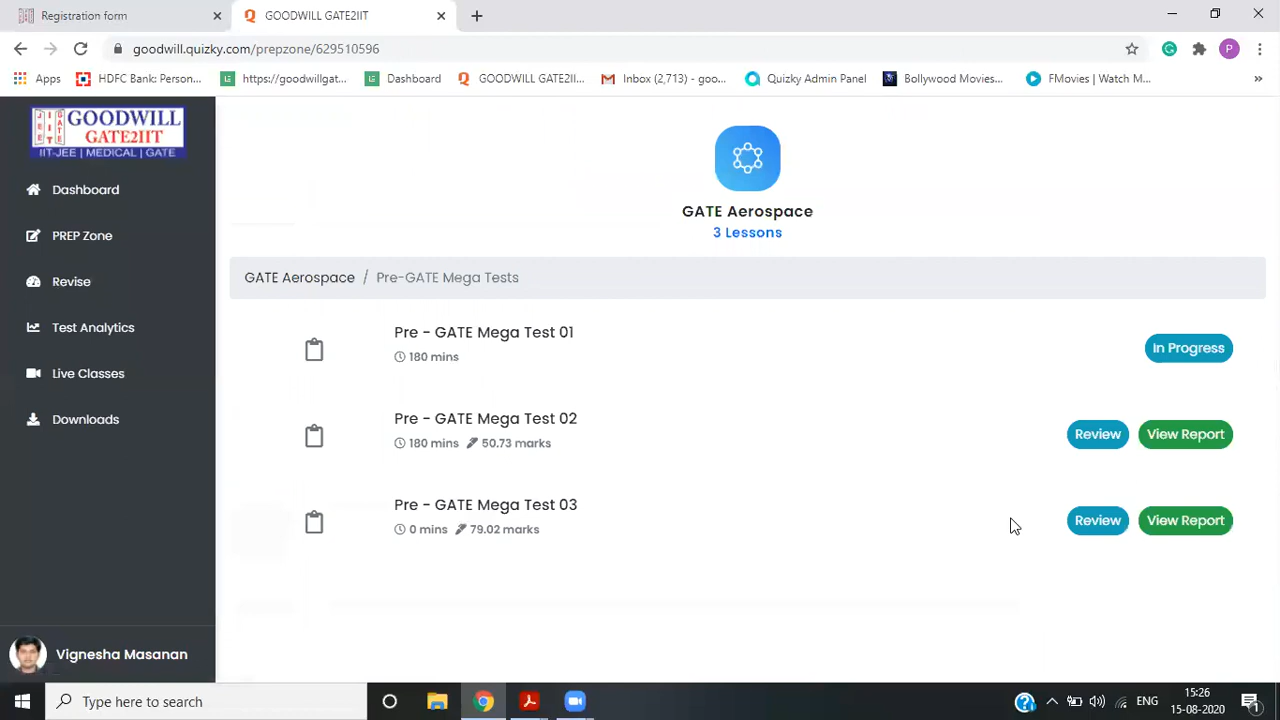 Registration form
GOODWILL GATE2IIT
goodwill.quizky.com/prepzone/629510596
P
Apps
HDFC Bank: Person...
https://goodwillgat...
Dashboard
GOODWILL GATE2II...
Inbox (2,713) - goo...
Quizky Admin Panel
Bollywood Movies...
FMovies | Watch M...
»
GOODWILL
GATE2IIT
IIT-JEE | MEDICAL | GATE
Dashboard
PREP Zone
Revise
Test Analytics
Live Classes
Downloads
Vignesha Masanan
GATE Aerospace
3 Lessons
GATE Aerospace / Pre-GATE Mega Tests
Pre - GATE Mega Test 01
180 mins
In Progress
Pre - GATE Mega Test 02
180 mins 50.73 marks
Review View Report
Pre - GATE Mega Test 03
0 mins 79.02 marks
Review View Report
Type here to search
ENG
15:26
15-08-2020
1